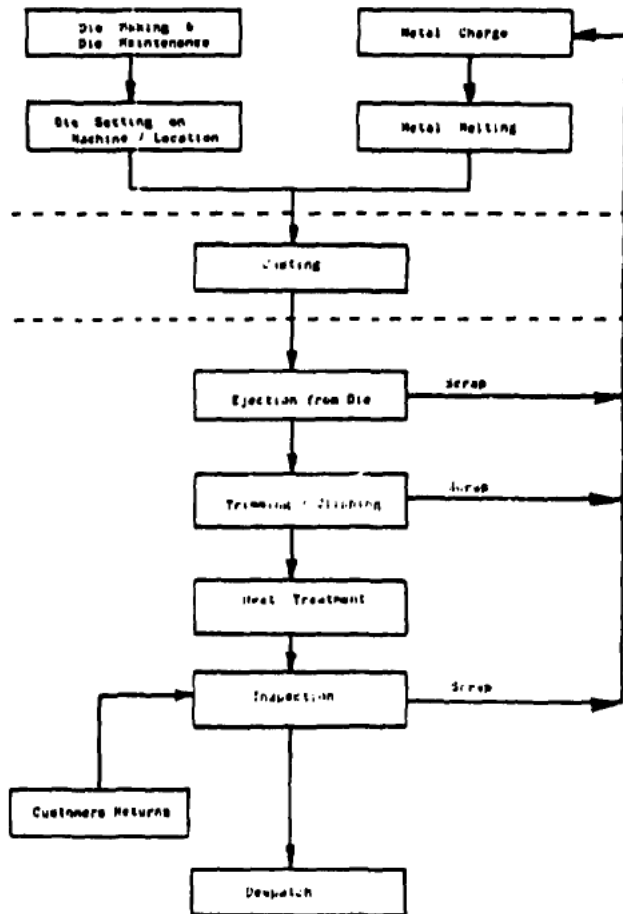 Die Making &
Die Maintenance
Metal Charge
Die Setting on
Machine / Location
Metal Melting
Casting
Ejection from Die
Scrap
Trimming /
Scrap
Heat Treatment
Inspection
Scrap
Customers Returns
Despatch